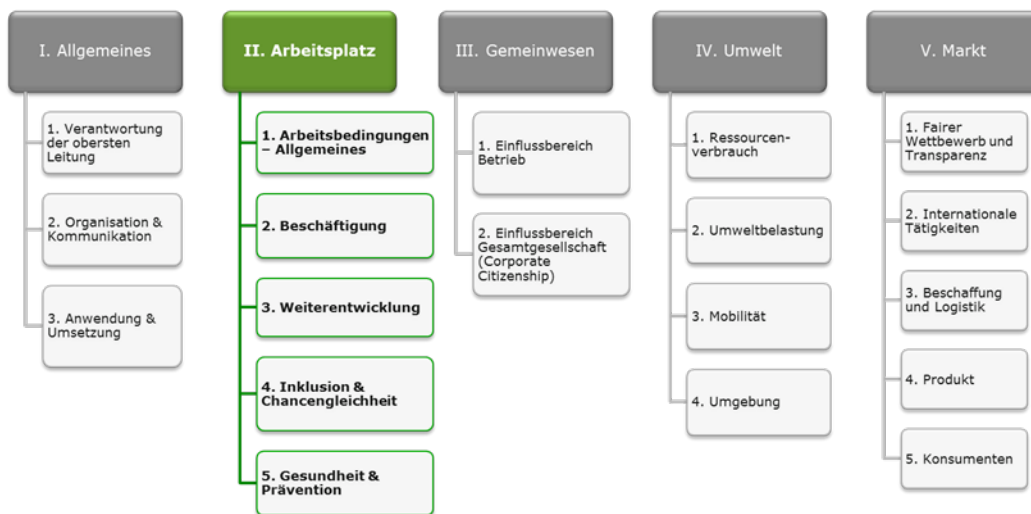 I. Allgemeines
1. Verantwortung
der obersten
Leitung
2. Organisation &
Kommunikation
3. Anwendung &
Umsetzung
II. Arbeitsplatz
1. Arbeitsbedingungen
– Allgemeines
2. Beschäftigung
3. Weiterentwicklung
4. Inklusion &
Chancengleichheit
5. Gesundheit &
Prävention
III. Gemeinwesen
1. Einflussbereich
Betrieb
2. Einflussbereich
Gesamtgesellschaft
(Corporate
Citizenship)
IV. Umwelt
1. Ressourcen-
verbrauch
2. Umweltbelastung
3. Mobilität
4. Umgebung
V. Markt
1. Fairer
Wettbewerb und
Transparenz
2. Internationale
Tätigkeiten
3. Beschaffung
und Logistik
4. Produkt
5. Konsumenten